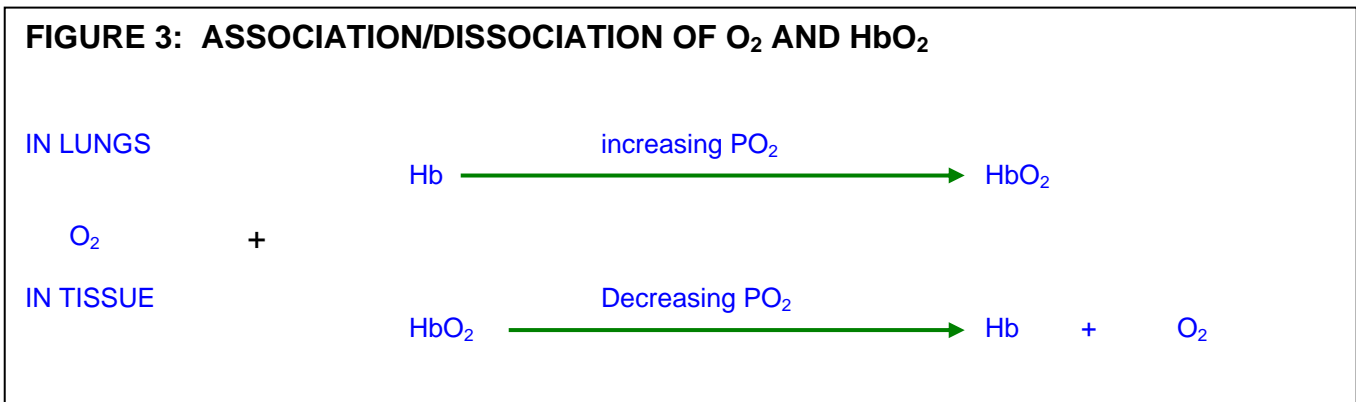 FIGURE 3: ASSOCIATION/DISSOCIATION OF O₂ AND HbO₂
IN LUNGS
increasing PO₂
Hb HbO₂
O₂ +
IN TISSUE
Decreasing PO₂
HbO₂ Hb + O₂